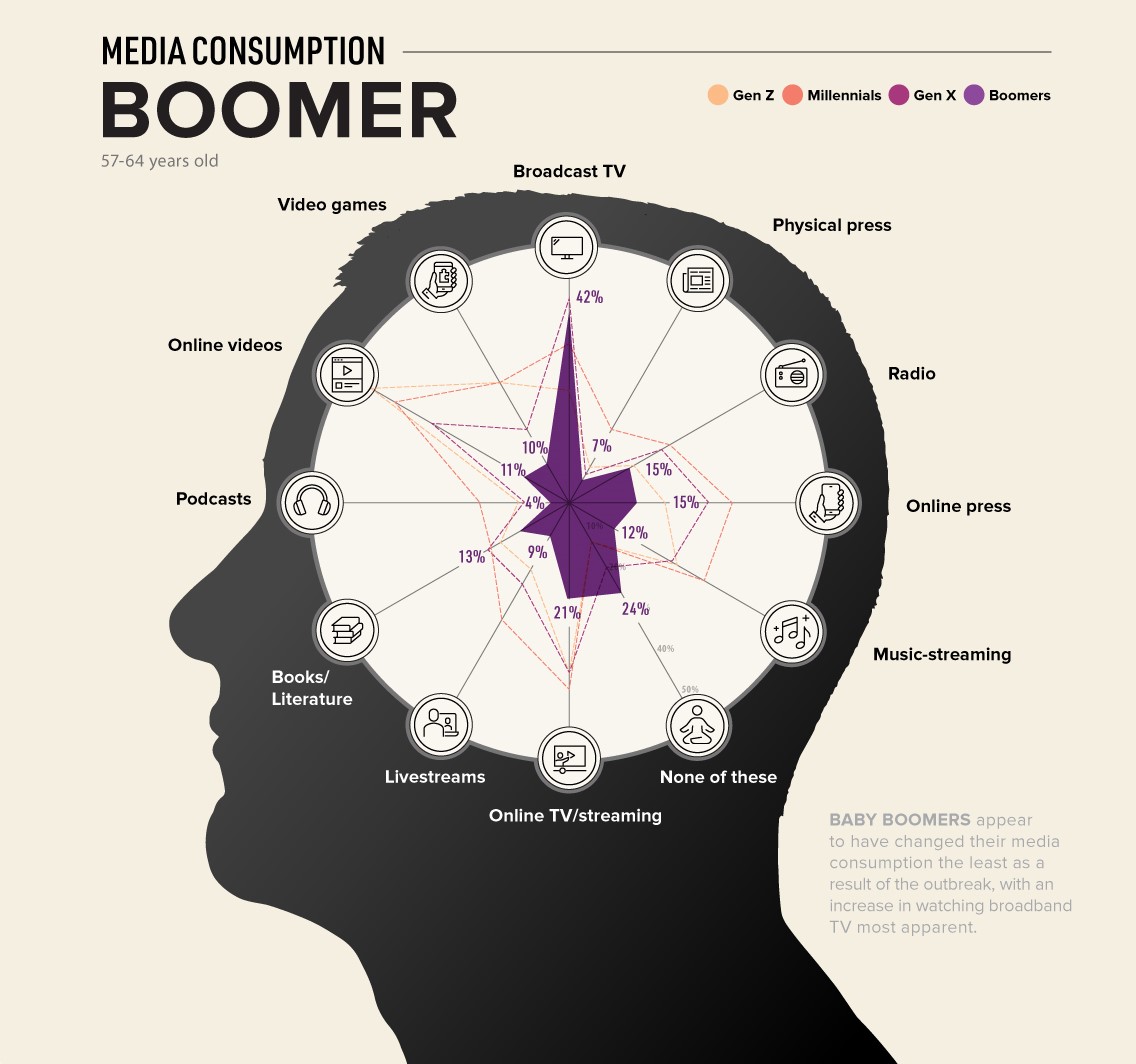 MEDIA CONSUMPTION
BOOMER
57-64 years old
Gen Z Millennials Gen X Boomers
Broadcast TV
Video games
Physical press
Online videos
Radio
Podcasts
Online press
Books/
Literature
Music-streaming
Livestreams
None of these
Online TV/streaming
42%
10%
7%
11%
15%
4%
15%
10%
12%
13%
9%
21%
24%
40%
50%
BABY BOOMERS appear
to have changed their media
consumption the least as a
result of the outbreak, with an
increase in watching broadband
TV most apparent.